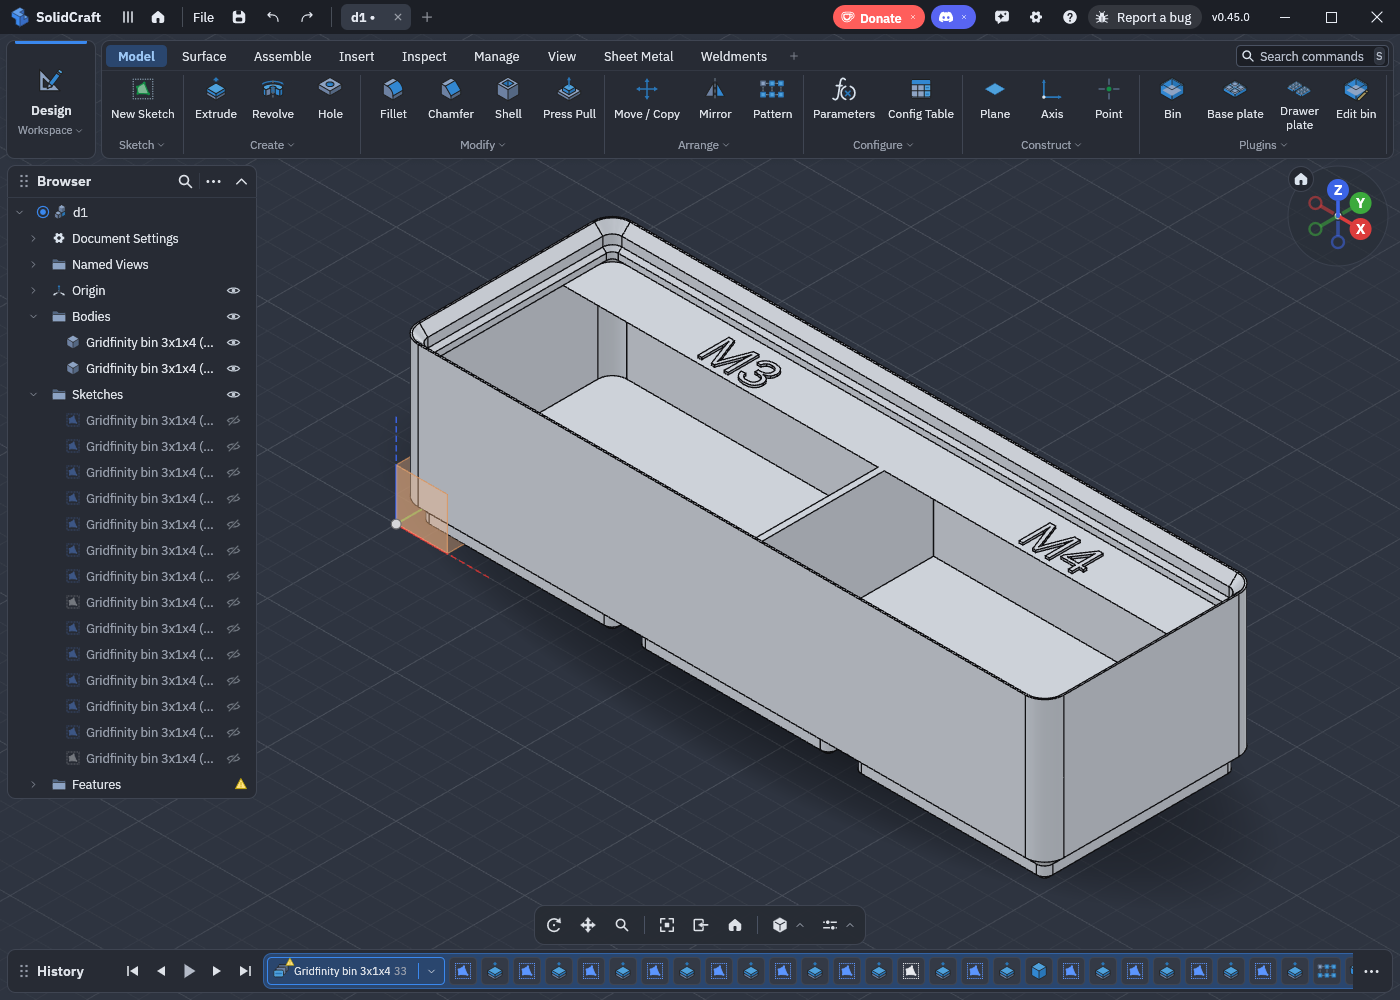 SolidCraft
File
d1 •
Donate
Report a bug
v0.45.0
Design
Workspace
Model
Surface
Assemble
Insert
Inspect
Manage
View
Sheet Metal
Weldments
Search commands
S
New Sketch
Extrude
Revolve
Hole
Fillet
Chamfer
Shell
Press Pull
Move / Copy
Mirror
Pattern
Parameters
Config Table
Plane
Axis
Point
Bin
Base plate
Drawer plate
Edit bin
Sketch
Create
Modify
Arrange
Configure
Construct
Plugins
Browser
d1
Document Settings
Named Views
Origin
Bodies
Gridfinity bin 3x1x4 (...
Gridfinity bin 3x1x4 (...
Sketches
Gridfinity bin 3x1x4 (...
Gridfinity bin 3x1x4 (...
Gridfinity bin 3x1x4 (...
Gridfinity bin 3x1x4 (...
Gridfinity bin 3x1x4 (...
Gridfinity bin 3x1x4 (...
Gridfinity bin 3x1x4 (...
Gridfinity bin 3x1x4 (...
Gridfinity bin 3x1x4 (...
Gridfinity bin 3x1x4 (...
Gridfinity bin 3x1x4 (...
Gridfinity bin 3x1x4 (...
Gridfinity bin 3x1x4 (...
Gridfinity bin 3x1x4 (...
Features
Z
Y
X
M3
M4
History
Gridfinity bin 3x1x4 33